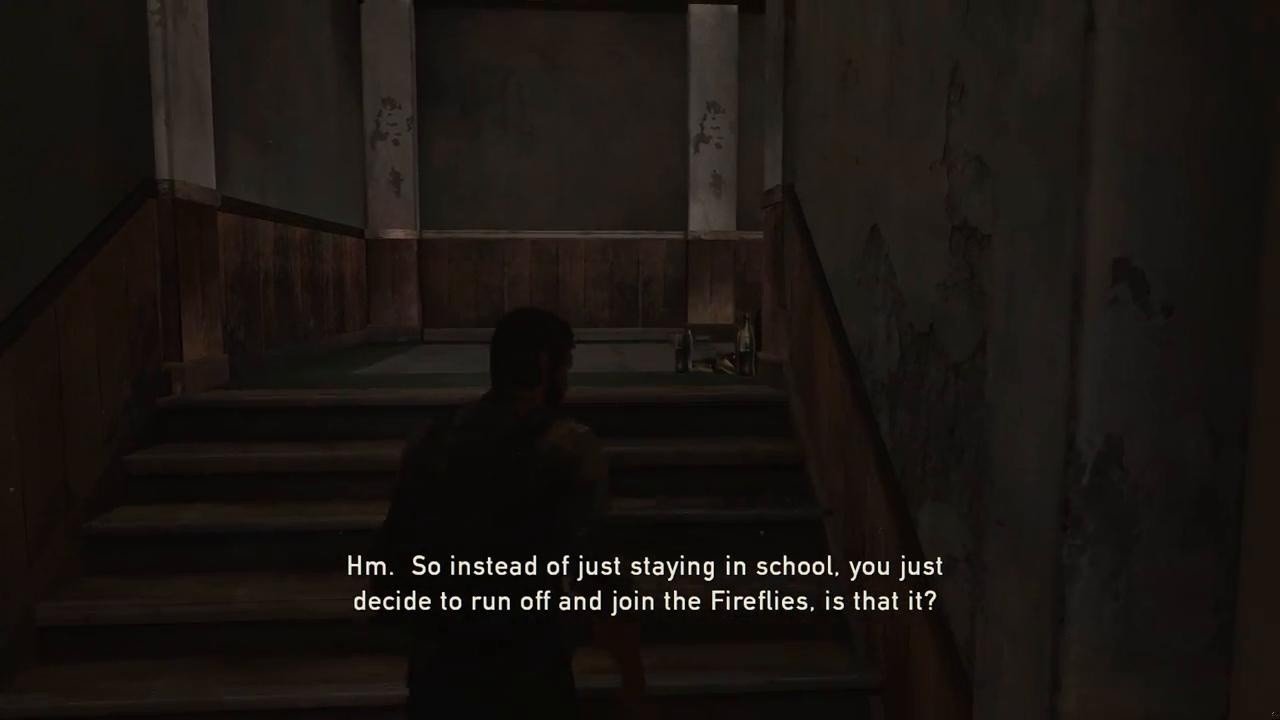 Hm.  So instead of just staying in school, you just
decide to run off and join the Fireflies, is that it?